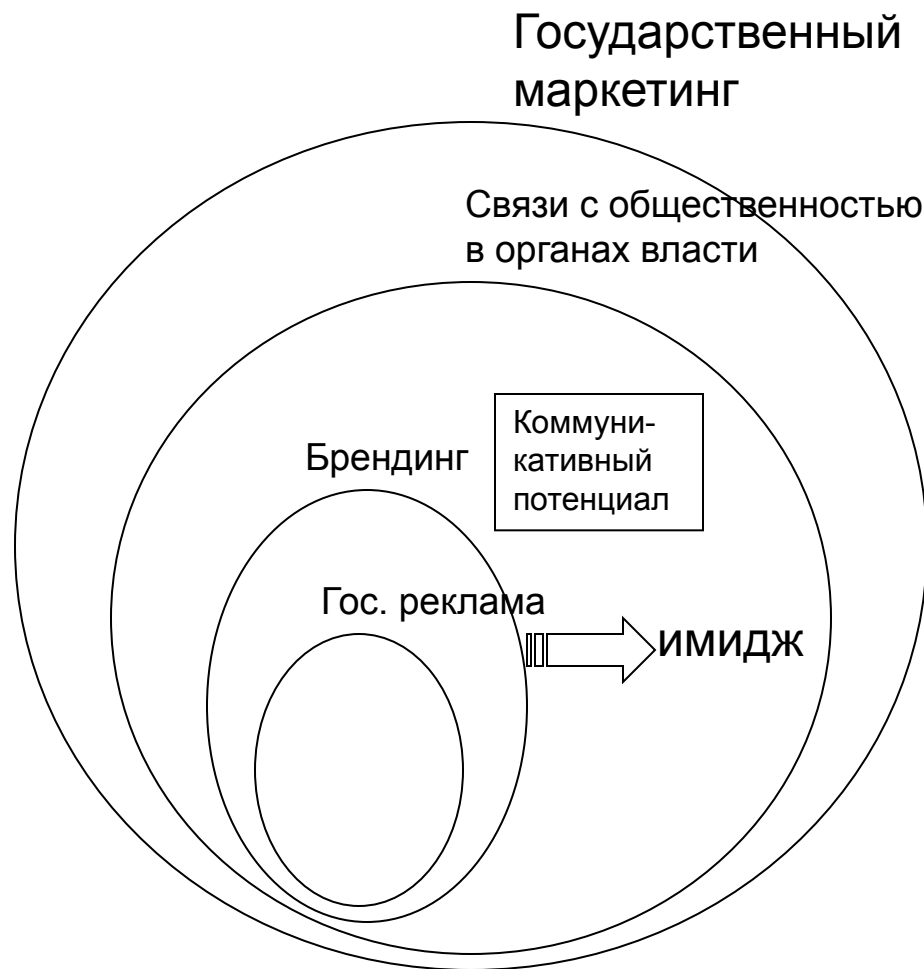 Государственный
маркетинг
Связи с общественностью
в органах власти
Коммуни-
кативный
потенциал
Брендинг
Гос. реклама
имидж